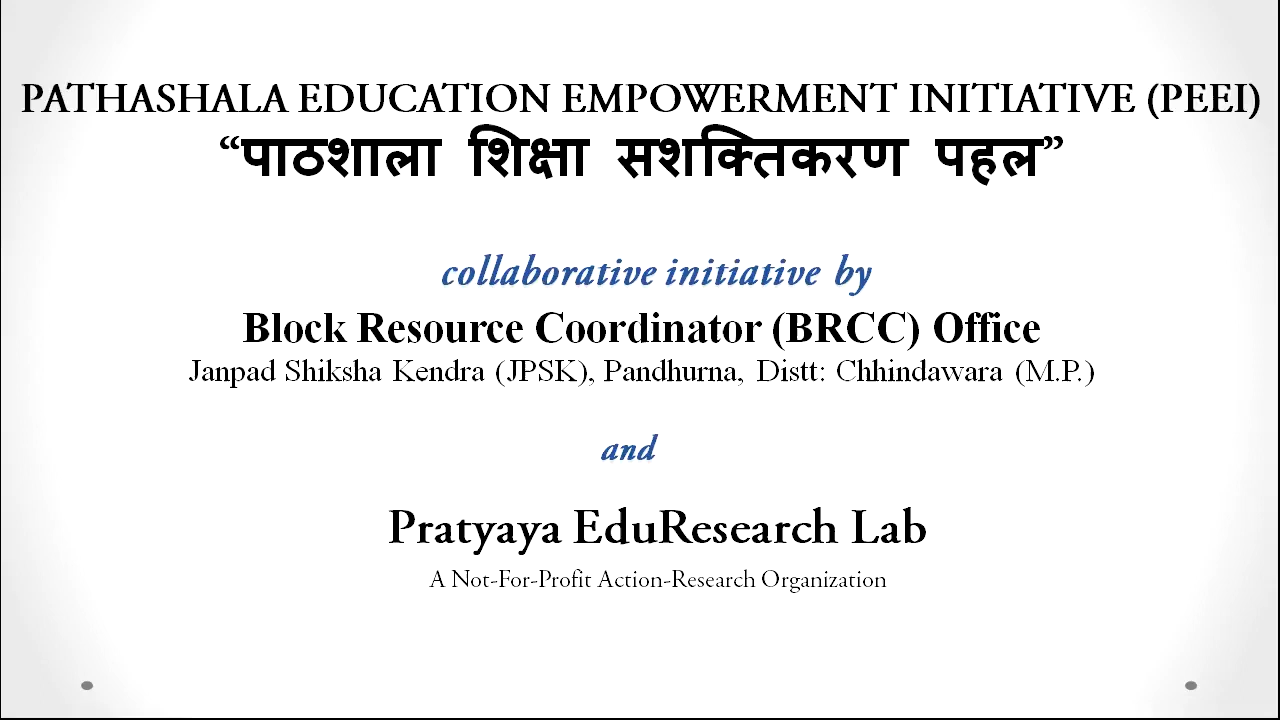 PATHASHALA EDUCATION EMPOWERMENT INITIATIVE (PEEI)
“पाठशाला शिक्षा सशक्तिकरण पहल”
collaborative initiative by
Block Resource Coordinator (BRCC) Office
Janpad Shiksha Kendra (JPSK), Pandhurna, Distt: Chhindawara (M.P.)
and
Pratyaya EduResearch Lab
A Not-For-Profit Action-Research Organization